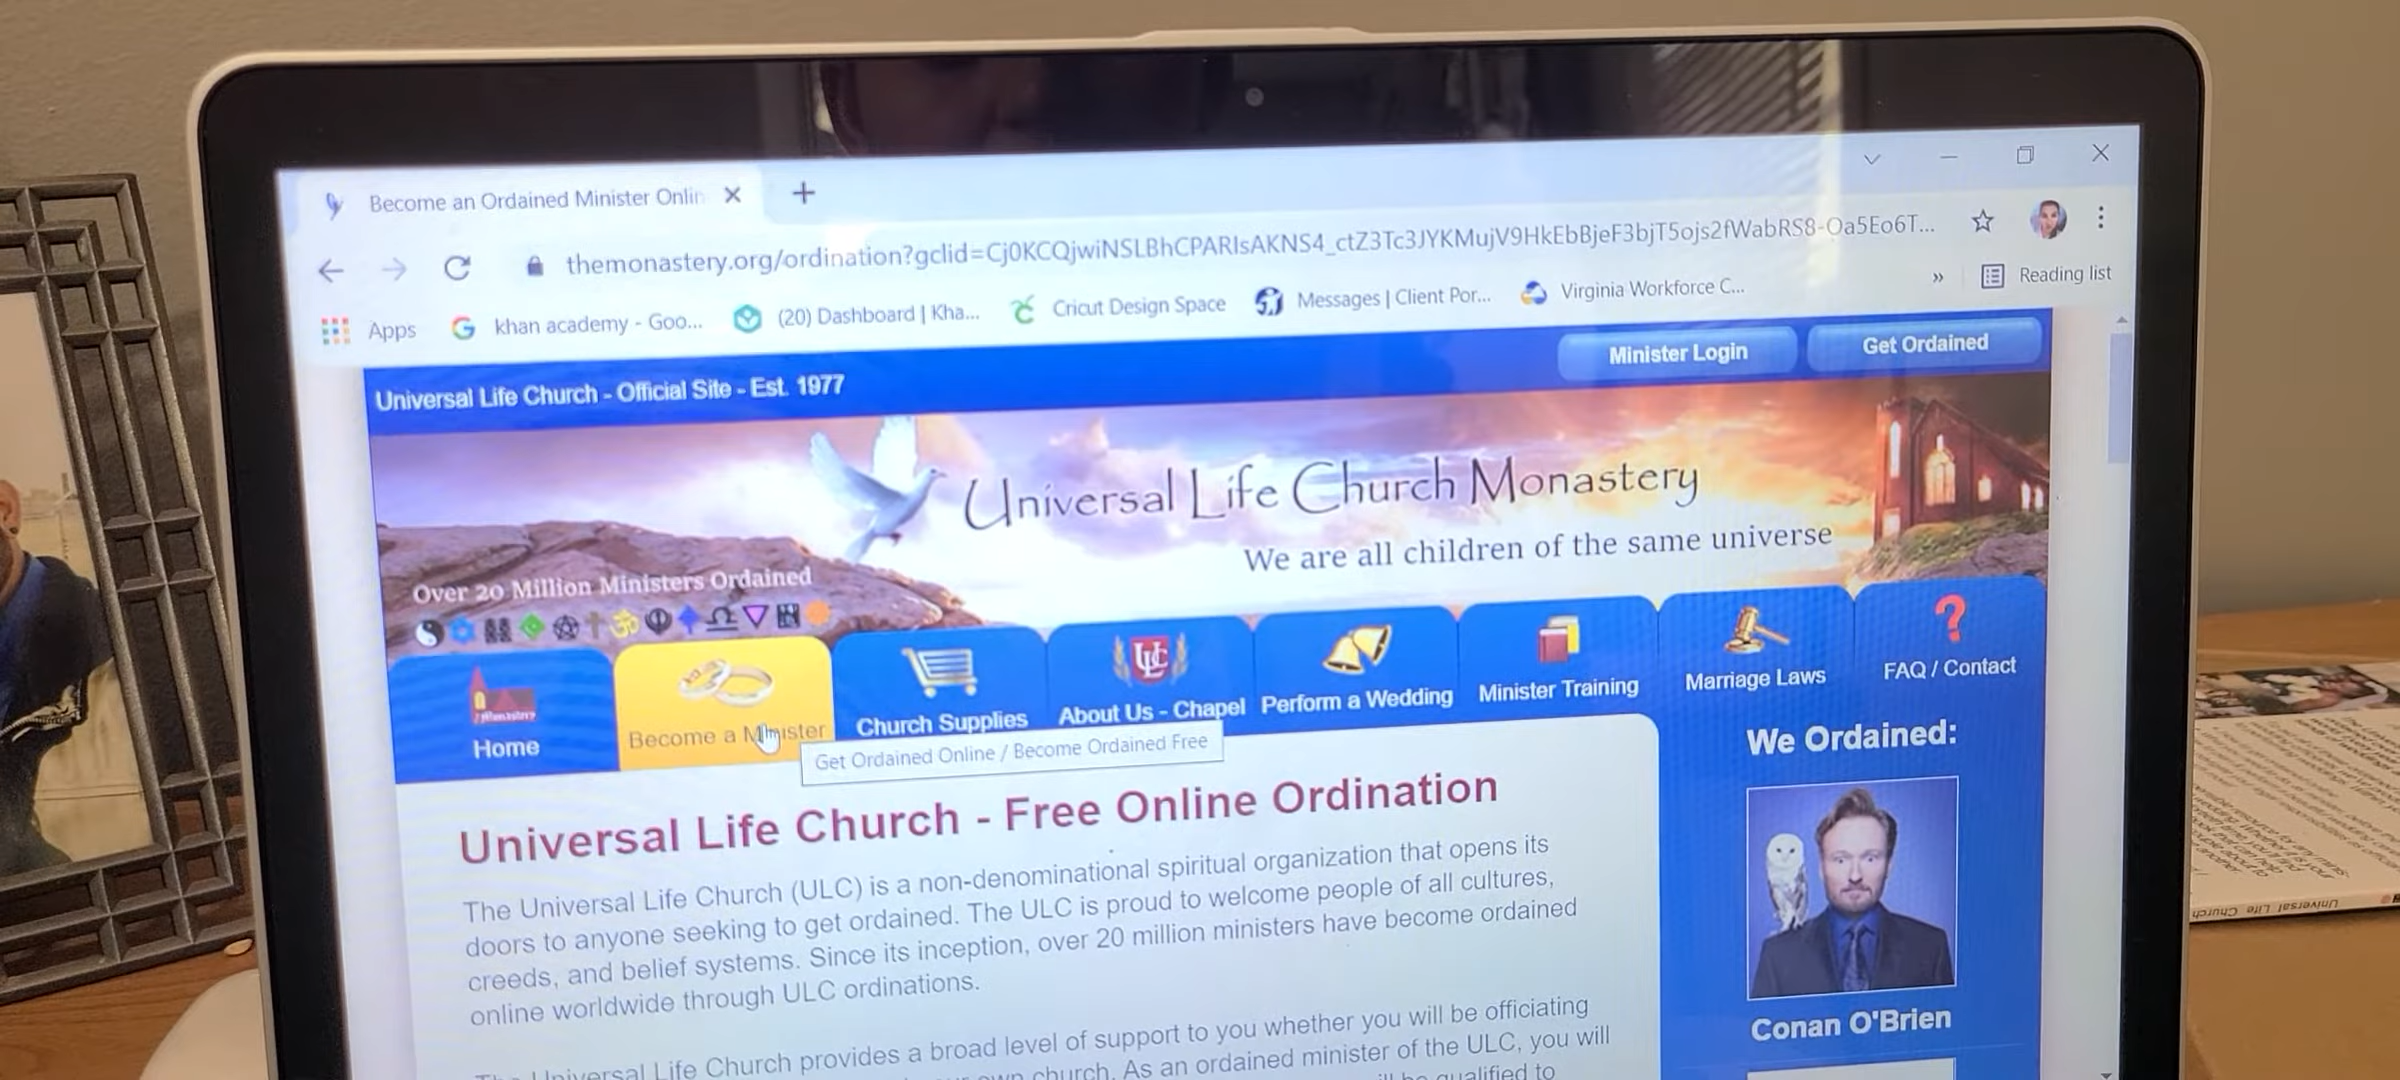 Become an Ordained Minister Onlin
themonastery.org/ordination?gclid=Cj0KCQjwiNSLBhCPARIsAKNS4_ctZ3Tc3JYKMujV9HkEbBjeF3bjT5ojs2fWabRS8-Oa5Eo6T...
Apps khan academy - Goo... (20) Dashboard | Kha... Cricut Design Space Messages | Client Por... Virginia Workforce C... » Reading list
Universal Life Church - Official Site - Est. 1977 Minister Login Get Ordained
Universal Life Church Monastery
We are all children of the same universe
Over 20 Million Ministers Ordained
Home Become a Minister Church Supplies About Us - Chapel Perform a Wedding Minister Training Marriage Laws FAQ / Contact
ULC
Get Ordained Online / Become Ordained Free
Universal Life Church - Free Online Ordination
The Universal Life Church (ULC) is a non-denominational spiritual organization that opens its
doors to anyone seeking to get ordained. The ULC is proud to welcome people of all cultures,
creeds, and belief systems. Since its inception, over 20 million ministers have become ordained
online worldwide through ULC ordinations.
Universal Life Church provides a broad level of support to you whether you will be officiating
own church. As an ordained minister of the ULC, you will
qualified to
We Ordained:
Conan O'Brien
Universal Life Church